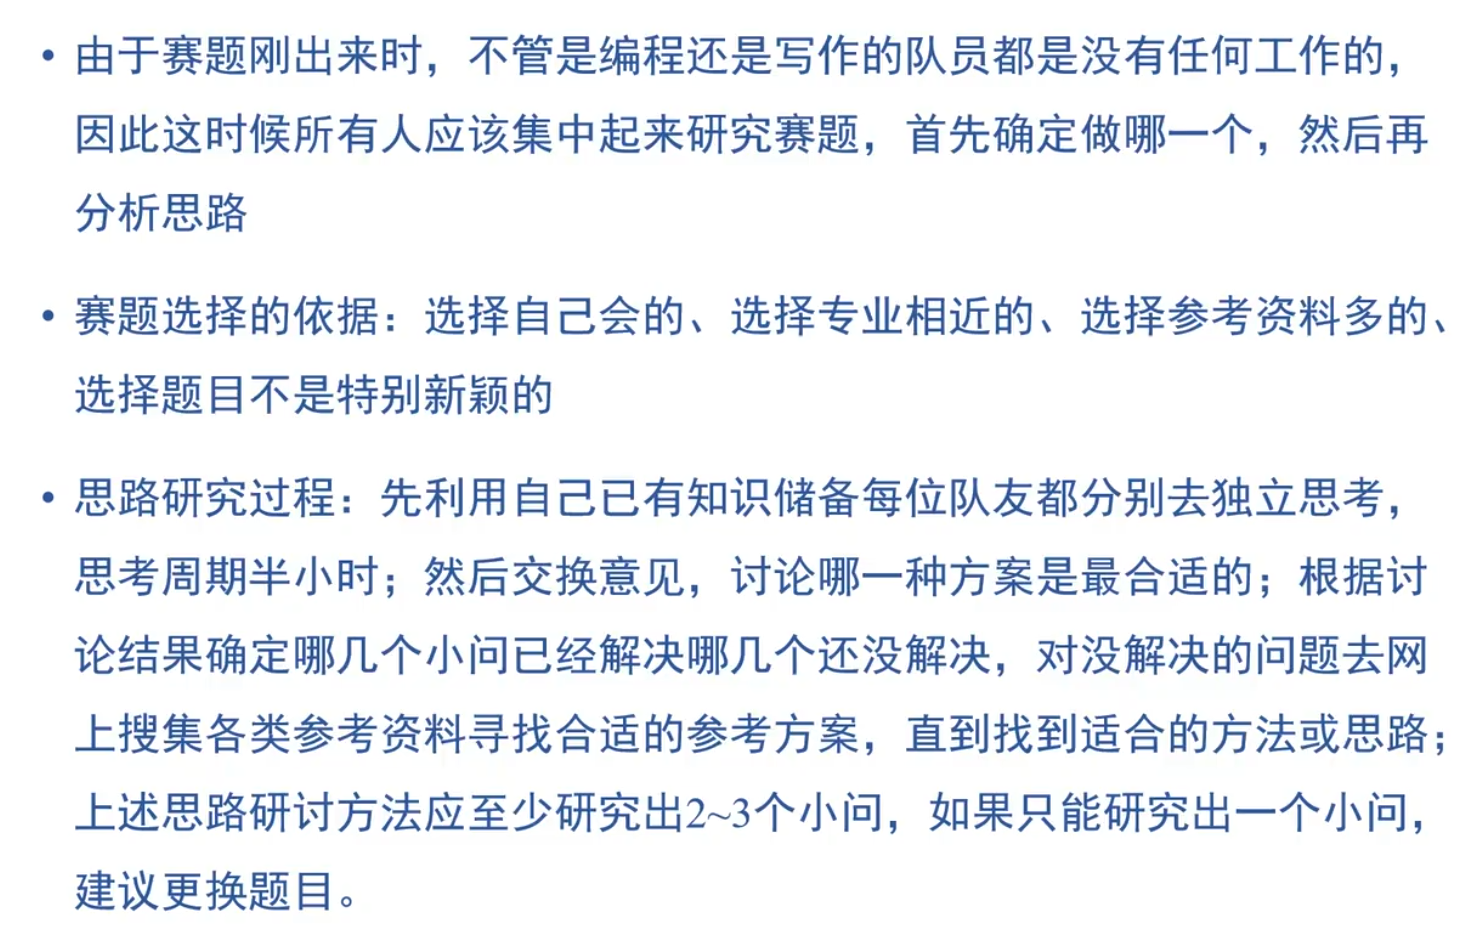 • 由于赛题刚出来时，不管是编程还是写作的队员都是没有任何工作的，
因此这时候所有人应该集中起来研究赛题，首先确定做哪一个，然后再
分析思路
• 赛题选择的依据：选择自己会的、选择专业相近的、选择参考资料多的、
选择题目不是特别新颖的
• 思路研究过程：先利用自己已有知识储备每位队友都分别去独立思考，
思考周期半小时；然后交换意见，讨论哪一种方案是最合适的；根据讨
论结果确定哪几个小问已经解决哪几个还没解决，对没解决的问题去网
上搜集各类参考资料寻找合适的参考方案，直到找到适合的方法或思路；
上述思路研讨方法应至少研究出2~3个小问，如果只能研究出一个小问，
建议更换题目。